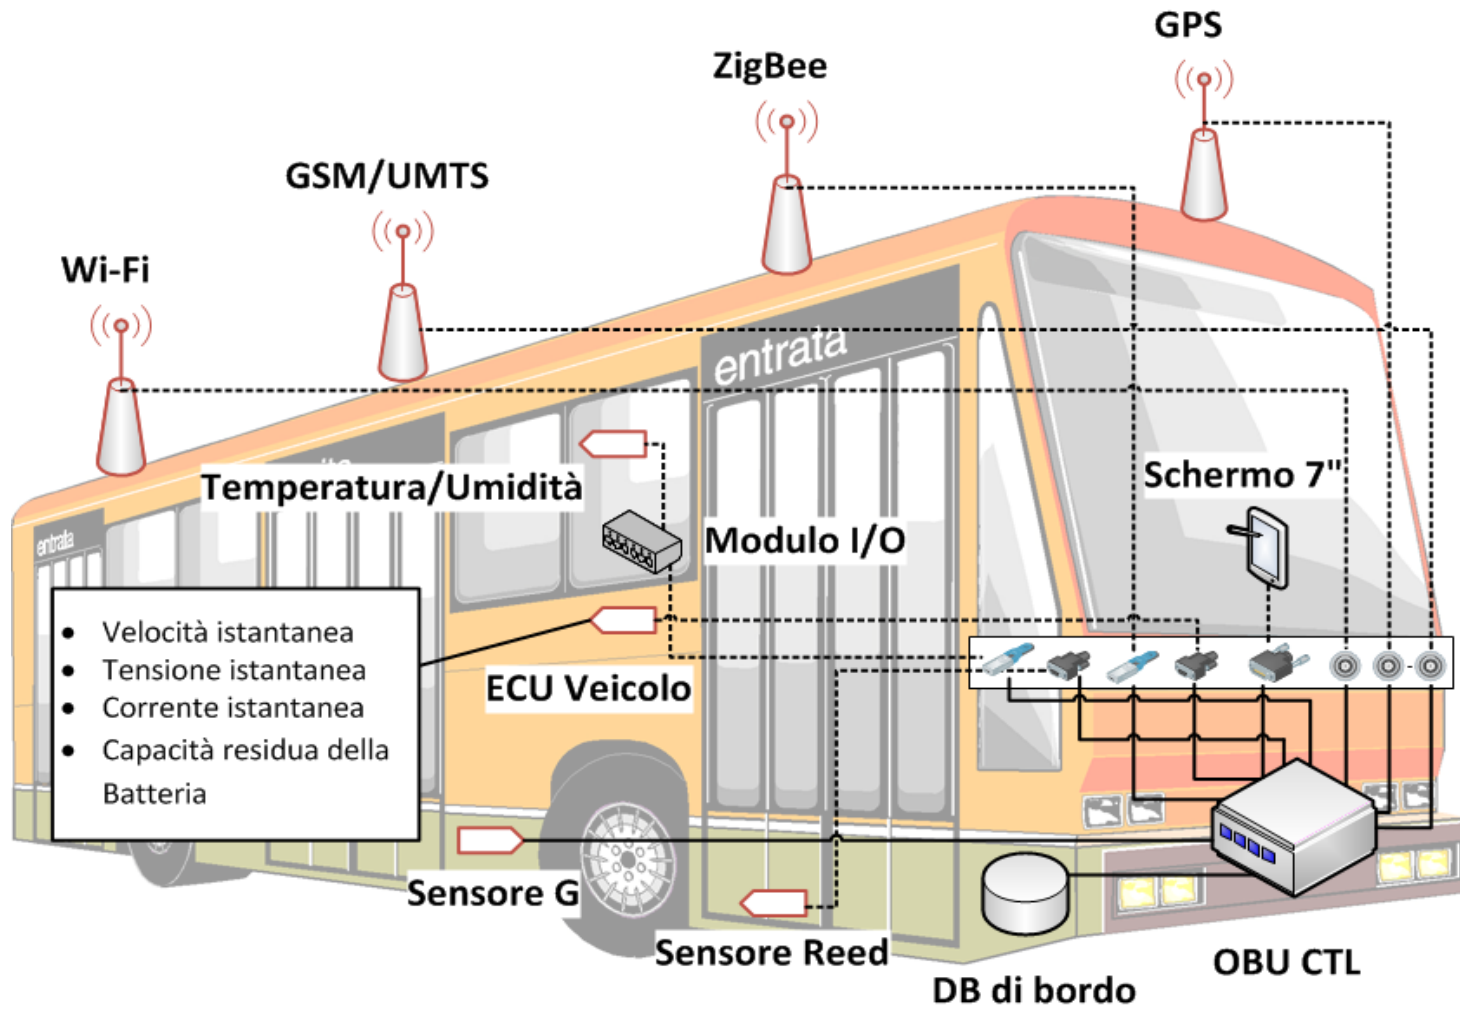 GPS
ZigBee
GSM/UMTS
Wi-Fi
entrata
Temperatura/Umidità
Schermo 7"
Modulo I/O
entrata
• Velocità istantanea
• Tensione istantanea
• Corrente istantanea
• Capacità residua della
Batteria
ECU Veicolo
Sensore G
Sensore Reed
OBU CTL
DB di bordo